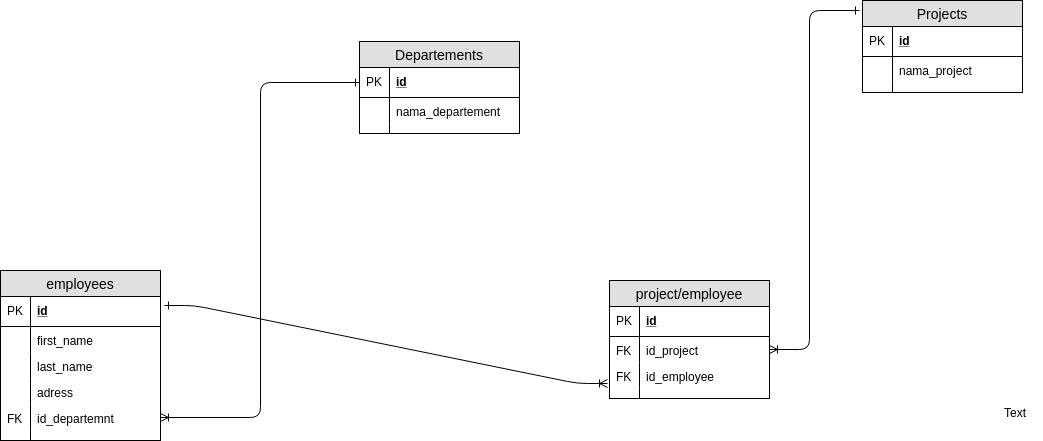 Projects
PK id
nama_project
Departements
PK id
nama_departement
employees
PK id
first_name
last_name
adress
FK id_departemnt
project/employee
PK id
FK id_project
FK id_employee
Text